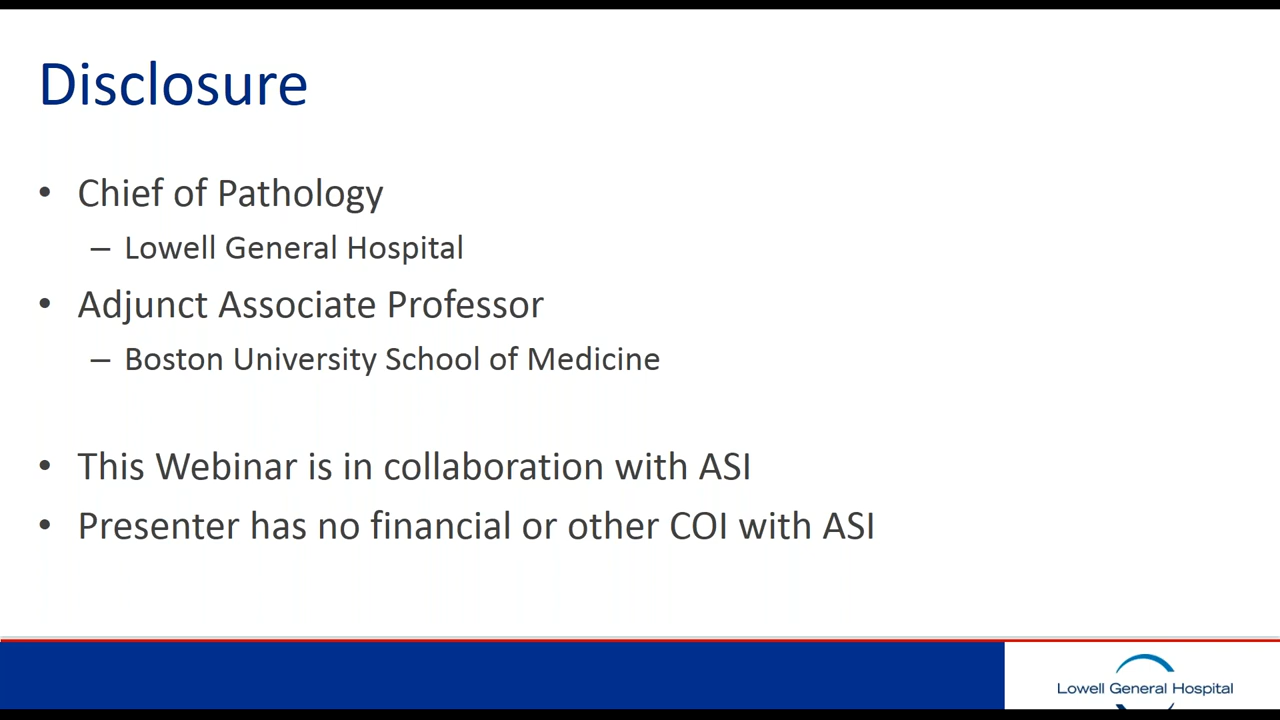 Disclosure
• Chief of Pathology
– Lowell General Hospital
• Adjunct Associate Professor
– Boston University School of Medicine
• This Webinar is in collaboration with ASI
• Presenter has no financial or other COI with ASI
Lowell General Hospital